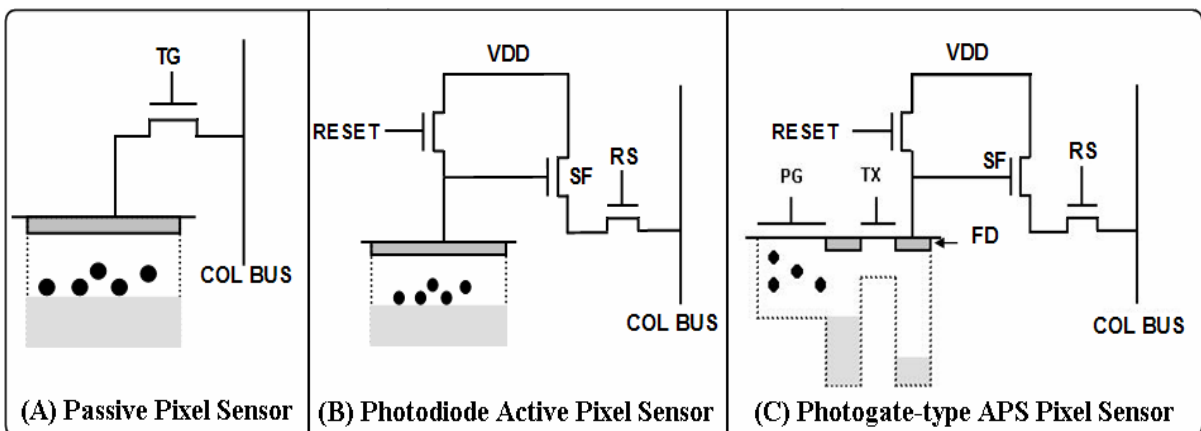 TG
COL BUS
(A) Passive Pixel Sensor
VDD
RESET
SF
RS
COL BUS
(B) Photodiode Active Pixel Sensor
VDD
RESET
SF
RS
PG
TX
FD
COL BUS
(C) Photogate-type APS Pixel Sensor